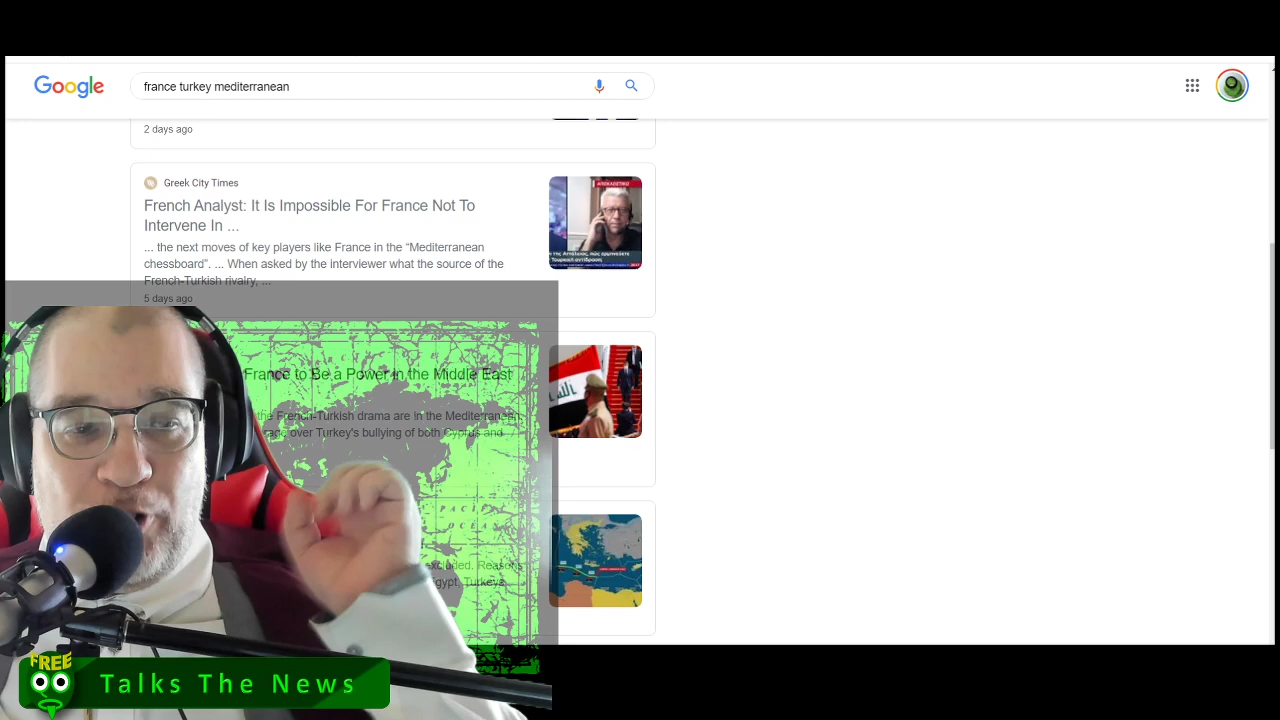 Google
france turkey mediterranean
2 days ago
Greek City Times
French Analyst: It Is Impossible For France Not To
Intervene In ...
... the next moves of key players like France in the “Mediterranean
chessboard”. ... When asked by the interviewer what the source of the
French-Turkish rivalry, ...
5 days ago
France to Be a Power in the Middle East
the French-Turkish drama are in the Mediterranean,
over Turkey's bullying of both Cyprus and
PACIFIC
OCEAN
excluded. Reasons
Egypt, Turkeys
FREE
Talks The News